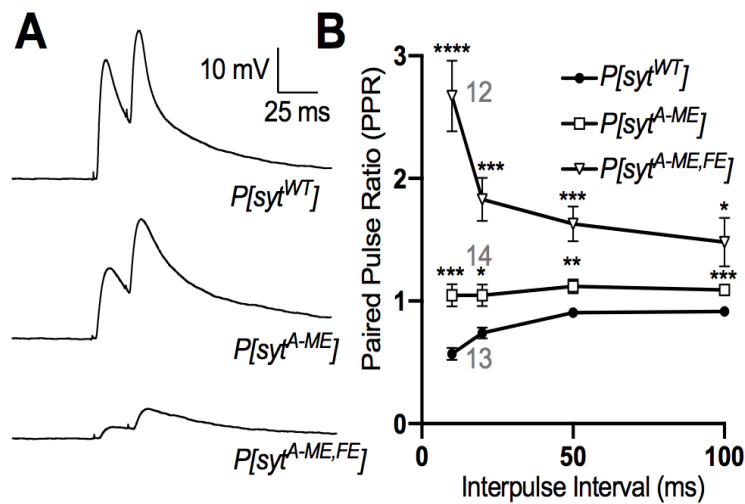 A
10 mV
25 ms
P[syt^WT]
P[syt^A-ME]
P[syt^A-ME,FE]
B
Paired Pulse Ratio (PPR)
3
2
1
0
****
12
***
***
*
14
***
*
**
***
13
P[syt^WT]
P[syt^A-ME]
P[syt^A-ME,FE]
0
50
100
Interpulse Interval (ms)